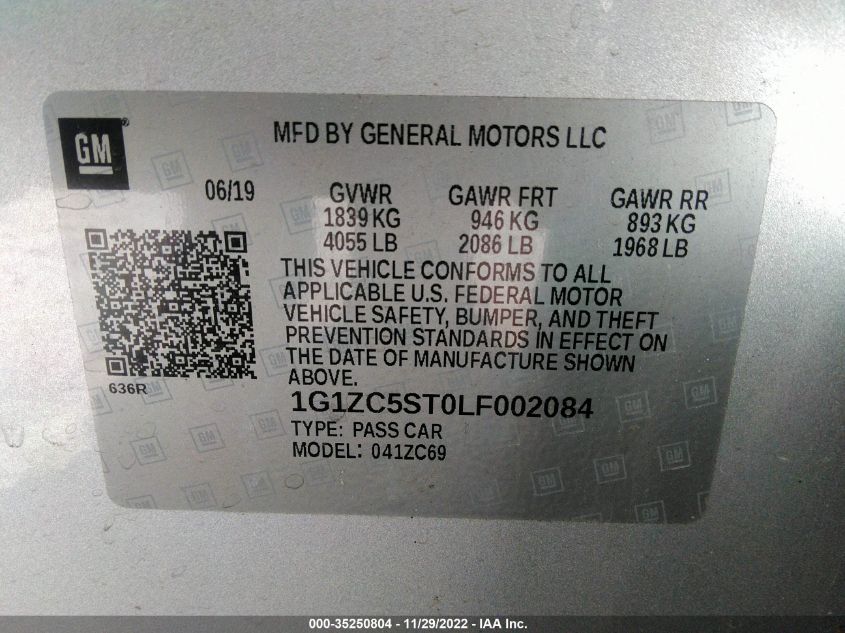 GM
MFD BY GENERAL MOTORS LLC
06/19 GVWR GAWR FRT GAWR RR
1839 KG 946 KG 893 KG
4055 LB 2086 LB 1968 LB
THIS VEHICLE CONFORMS TO ALL
APPLICABLE U.S. FEDERAL MOTOR
VEHICLE SAFETY, BUMPER, AND THEFT
PREVENTION STANDARDS IN EFFECT ON
THE DATE OF MANUFACTURE SHOWN
ABOVE.
636R
1G1ZC5ST0LF002084
TYPE: PASS CAR
MODEL: 041ZC69
000-35250804 - 11/29/2022 - IAA Inc.